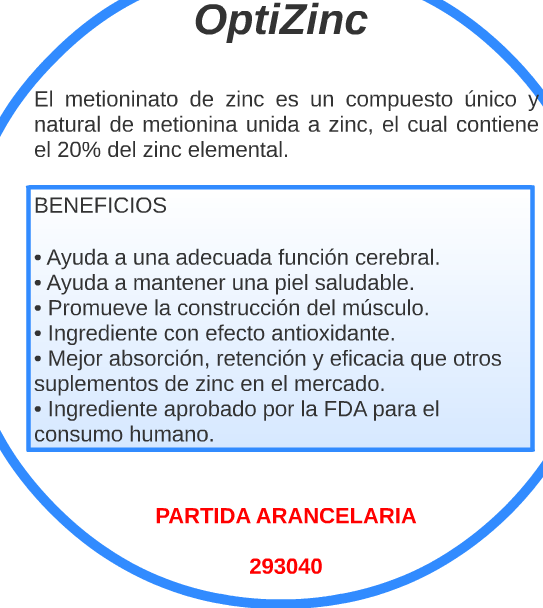 OptiZinc
El metioninato de zinc es un compuesto único y
natural de metionina unida a zinc, el cual contiene
el 20% del zinc elemental.
BENEFICIOS
• Ayuda a una adecuada función cerebral.
• Ayuda a mantener una piel saludable.
• Promueve la construcción del músculo.
• Ingrediente con efecto antioxidante.
• Mejor absorción, retención y eficacia que otros
suplementos de zinc en el mercado.
• Ingrediente aprobado por la FDA para el
consumo humano.
PARTIDA ARANCELARIA
293040